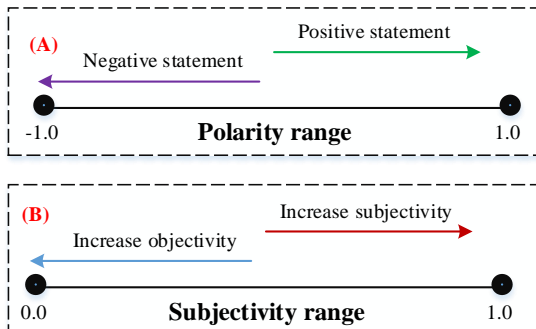 (A)
Positive statement
Negative statement
-1.0 Polarity range 1.0
(B)
Increase subjectivity
Increase objectivity
0.0 Subjectivity range 1.0